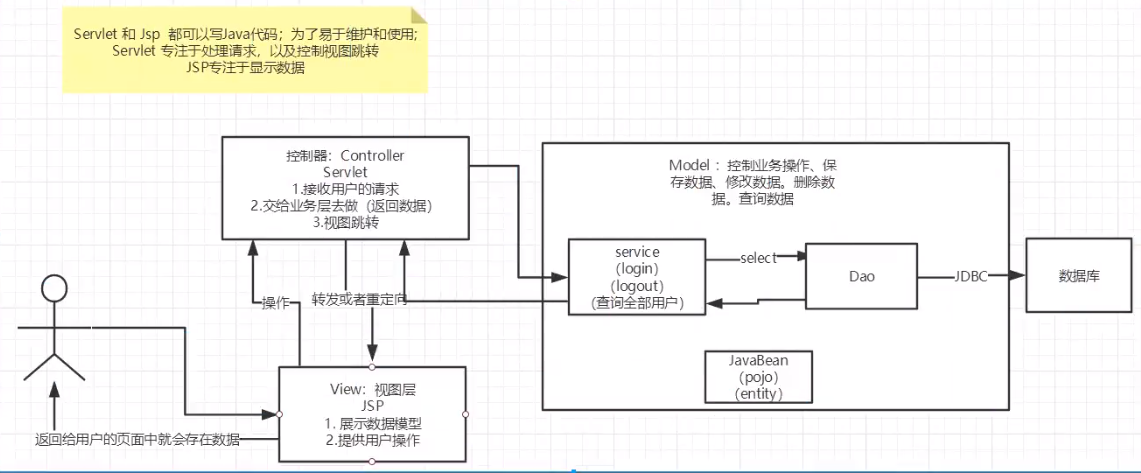 Servlet 和 Jsp 都可以写Java代码；为了易于维护和使用;
Servlet 专注于处理请求，以及控制视图跳转
JSP专注于显示数据
控制器：Controller
Servlet
1.接收用户的请求
2.交给业务层去做（返回数据）
3.视图跳转
Model ：控制业务操作、保
存数据、修改数据。删除数
据。查询数据
service
（login）
（logout）
（查询全部用户）
select
Dao
JDBC
数据库
操作
转发或者重定向
JavaBean
（pojo）
（entity）
View：视图层
JSP
1. 展示数据模型
2.提供用户操作
返回给用户的页面中就会存在数据